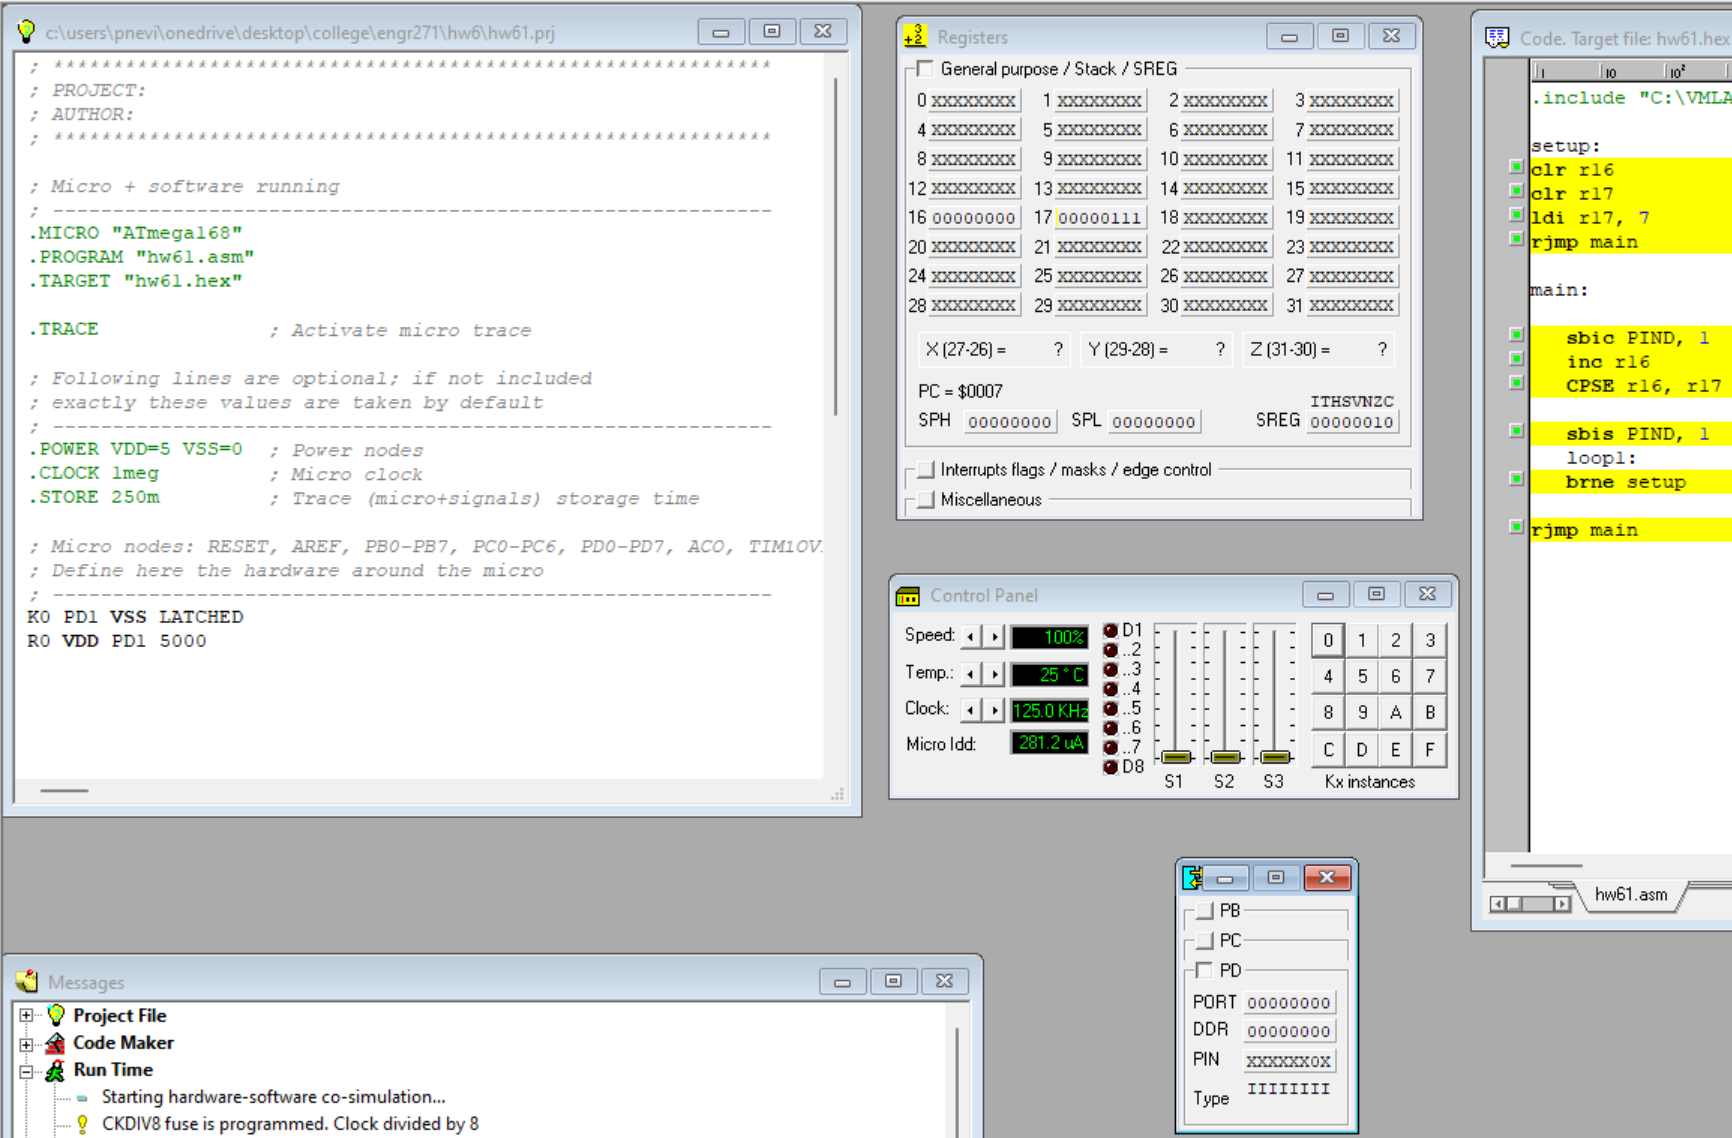 c:\users\pnevi\onedrive\desktop\college\engr271\hw6\hw61.prj
; ************************************************************
; PROJECT:
; AUTHOR:
; ************************************************************
; Micro + software running
; ------------------------------------------------------------
.MICRO "ATmega168"
.PROGRAM "hw61.asm"
.TARGET "hw61.hex"
.TRACE ; Activate micro trace
; Following lines are optional; if not included
; exactly these values are taken by default
; ------------------------------------------------------------
.POWER VDD=5 VSS=0 ; Power nodes
.CLOCK 1meg ; Micro clock
.STORE 250m ; Trace (micro+signals) storage time
; Micro nodes: RESET, AREF, PB0-PB7, PC0-PC6, PD0-PD7, ACO, TIM1OV
; Define here the hardware around the micro
; ------------------------------------------------------------
K0 PD1 VSS LATCHED
R0 VDD PD1 5000
Registers
General purpose / Stack / SREG
0 XXXXXXXX 1 XXXXXXXX 2 XXXXXXXX 3 XXXXXXXX
4 XXXXXXXX 5 XXXXXXXX 6 XXXXXXXX 7 XXXXXXXX
8 XXXXXXXX 9 XXXXXXXX 10 XXXXXXXX 11 XXXXXXXX
12 XXXXXXXX 13 XXXXXXXX 14 XXXXXXXX 15 XXXXXXXX
16 00000000 17 00000111 18 XXXXXXXX 19 XXXXXXXX
20 XXXXXXXX 21 XXXXXXXX 22 XXXXXXXX 23 XXXXXXXX
24 XXXXXXXX 25 XXXXXXXX 26 XXXXXXXX 27 XXXXXXXX
28 XXXXXXXX 29 XXXXXXXX 30 XXXXXXXX 31 XXXXXXXX
X (27-26) = ? Y (29-28) = ? Z (31-30) = ?
PC = $0007
ITHSVNZC
SPH 00000000 SPL 00000000 SREG 00000010
Interrupts flags / masks / edge control
Miscellaneous
Control Panel
Speed: 100%
Temp.: 25 ° C
Clock: 125.0 KHz
Micro Idd: 281.2 uA
D1
..2
..3
..4
..5
..6
..7
D8
S1 S2 S3
0 1 2 3
4 5 6 7
8 9 A B
C D E F
Kx instances
Code. Target file: hw61.hex
1 10 10²
.include "C:\VMLA
setup:
clr r16
clr r17
ldi r17, 7
rjmp main
main:
sbic PIND, 1
inc r16
CPSE r16, r17
sbis PIND, 1
loop1:
brne setup
rjmp main
hw61.asm
PB
PC
PD
PORT 00000000
DDR 00000000
PIN XXXXXX0X
Type IIIIIIII
Messages
Project File
Code Maker
Run Time
Starting hardware-software co-simulation...
CKDIV8 fuse is programmed. Clock divided by 8